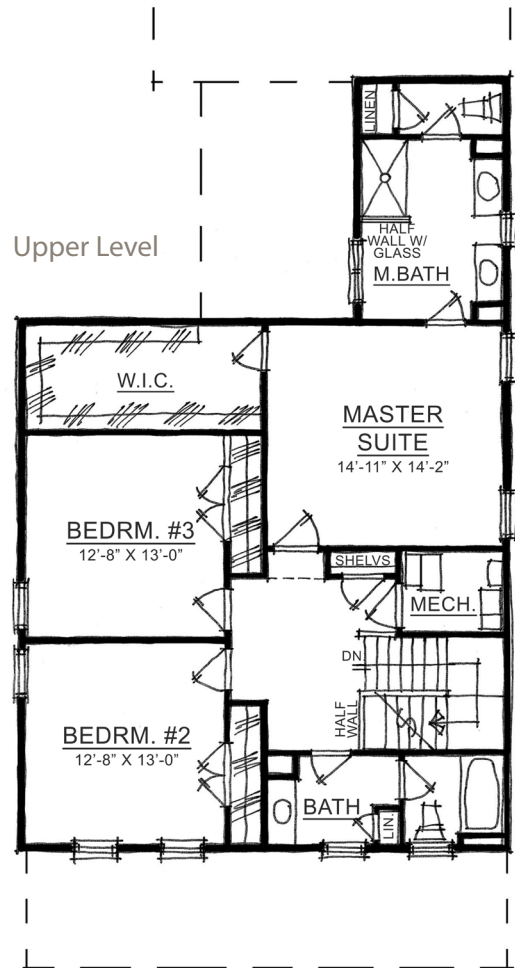 LINEN
Upper Level
HALF
WALL W/
GLASS
M.BATH
W.I.C.
MASTER
SUITE
14'-11" X 14'-2"
BEDRM. #3
12'-8" X 13'-0"
SHELVS
MECH.
DN.
HALF
WALL
BEDRM. #2
12'-8" X 13'-0"
BATH
LIN.